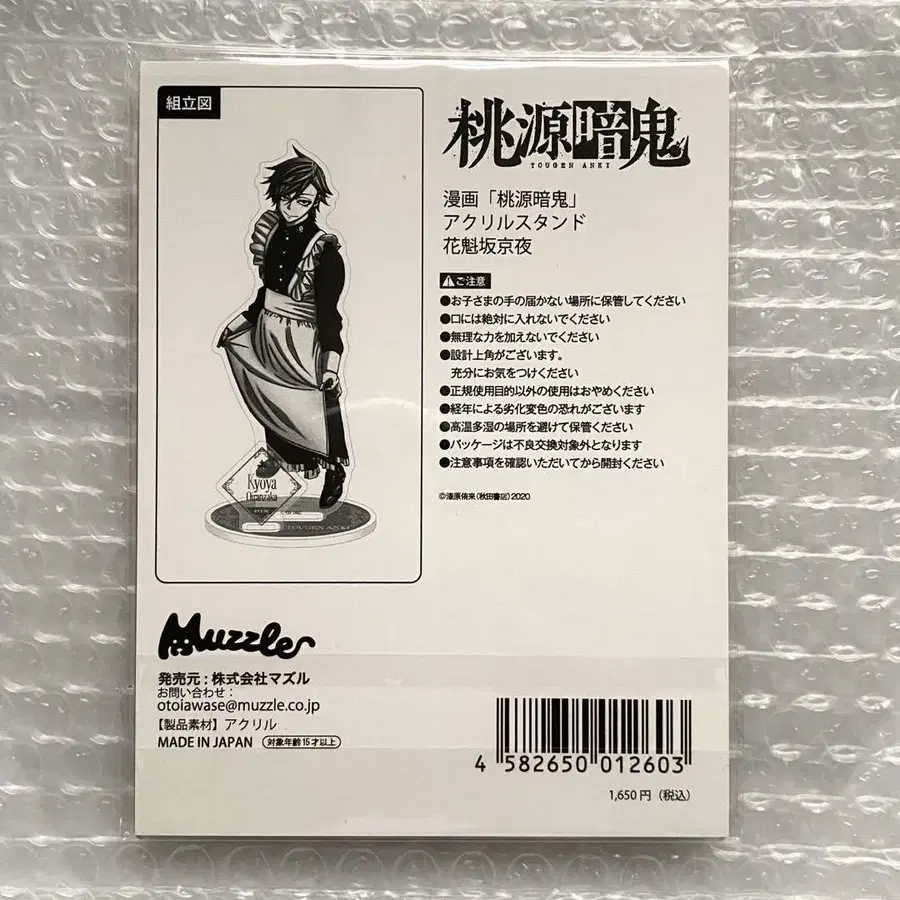 組立図
Kyoya
Oiranzaka
TOUGEN ANKI
桃源暗鬼
TOUGEN ANKI
漫画「桃源暗鬼」
アクリルスタンド
花魁坂京夜
ご注意
●お子さまの手の届かない場所に保管してください
●口には絶対に入れないでください
●無理な力を加えないでください
●設計上角がございます。
充分にお気をつけください
●正規使用目的以外の使用はおやめください
●経年による劣化変色の恐れがございます
●高温多湿の場所を避けて保管ください
●パッケージは不良交換対象外となります
●注意事項を確認いただいてから開封ください
©漆原侑来(秋田書店)2020
Muzzle
発売元:株式会社マズル
お問い合わせ:
otoiawase@muzzle.co.jp
【製品素材】アクリル
MADE IN JAPAN 対象年齢15才以上
4 582650 012603
1,650円(税込)